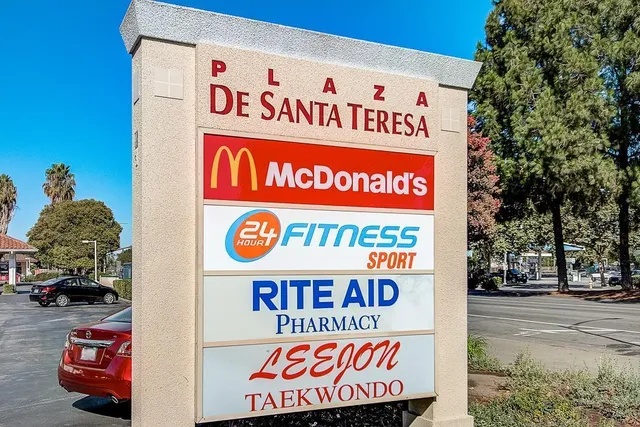 PLAZA
DE SANTA TERESA
McDonald's
24 HOUR FITNESS
SPORT
RITE AID
PHARMACY
LEEJON
TAEKWONDO